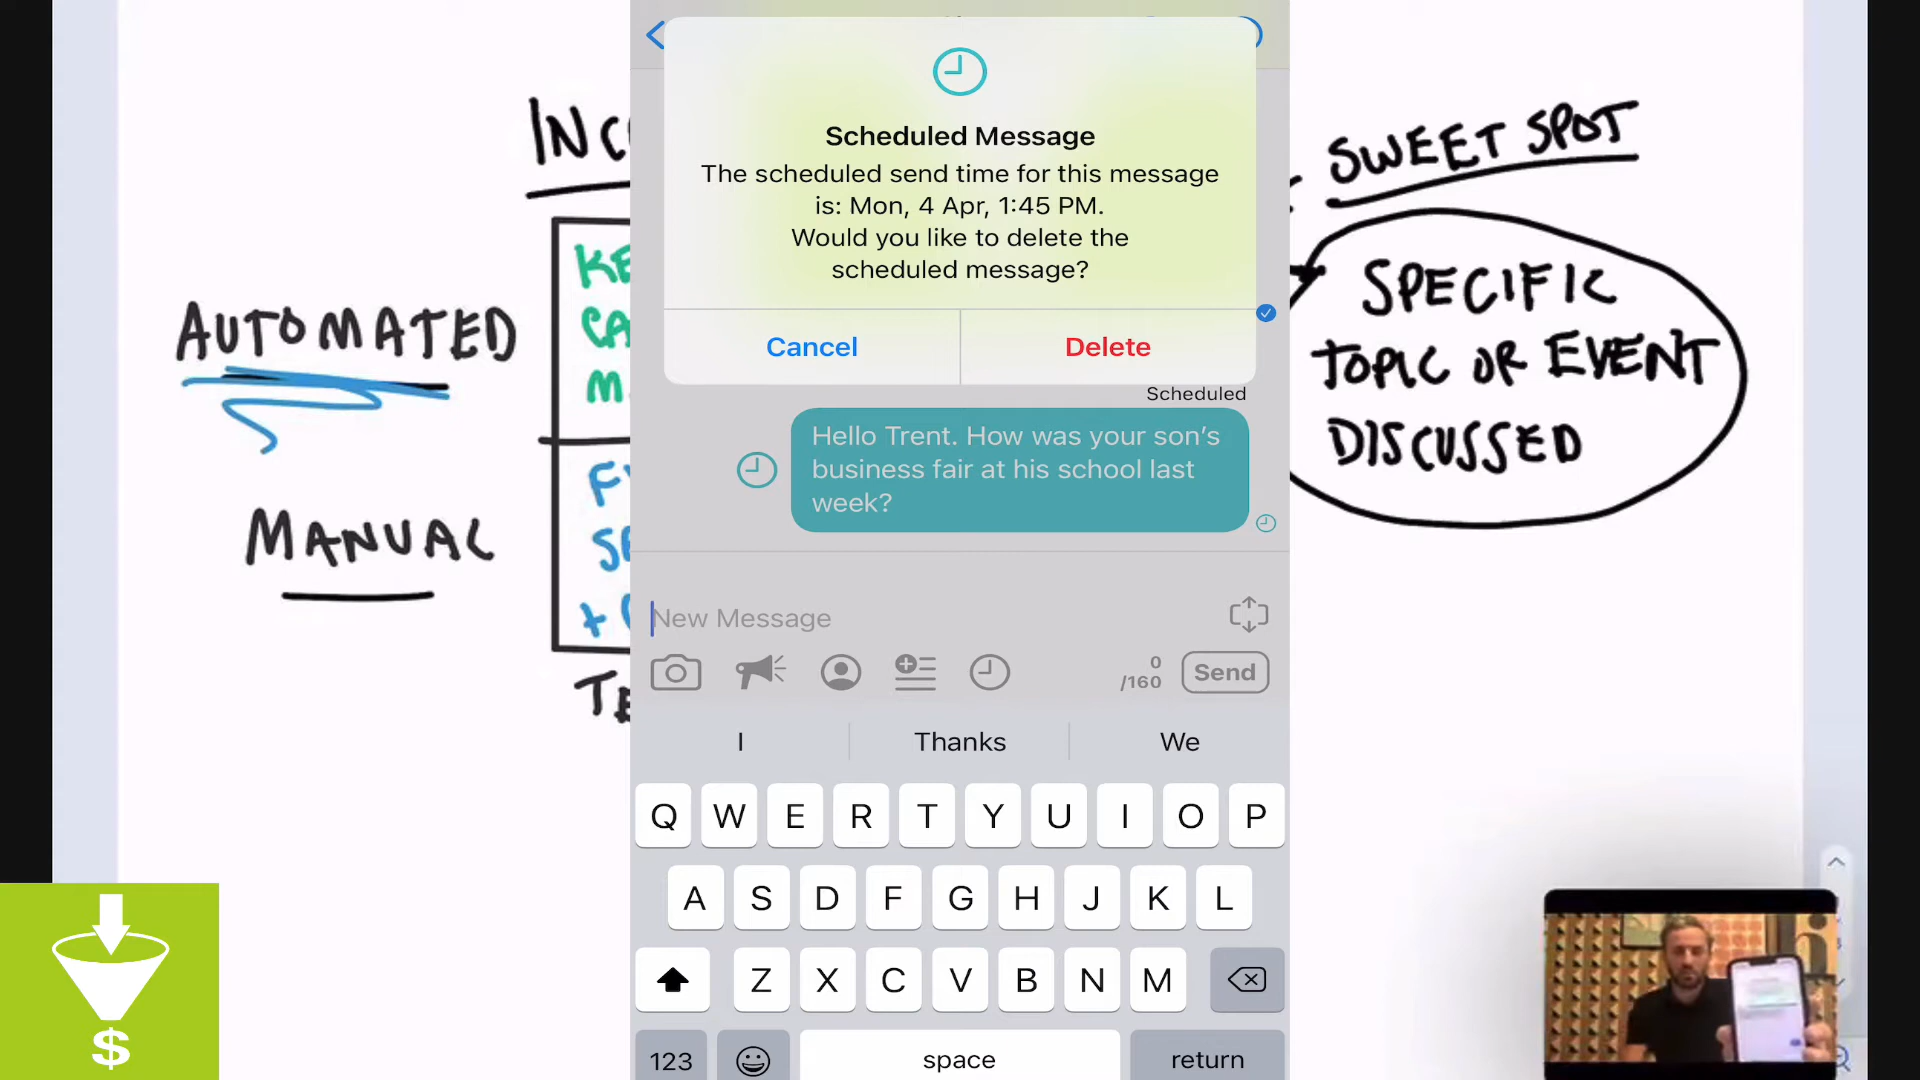 Scheduled Message
The scheduled send time for this message
is: Mon, 4 Apr, 1:45 PM.
Would you like to delete the
scheduled message?
Cancel
Delete
Scheduled
Hello Trent. How was your son's
business fair at his school last
week?
New Message
0
/160
Send
I
Thanks
We
Q W E R T Y U I O P
A S D F G H J K L
Z X C V B N M
123
space
return
AUTOMATED
MANUAL
SWEET SPOT
SPECIFIC
TOPIC OR EVENT
DISCUSSED
$